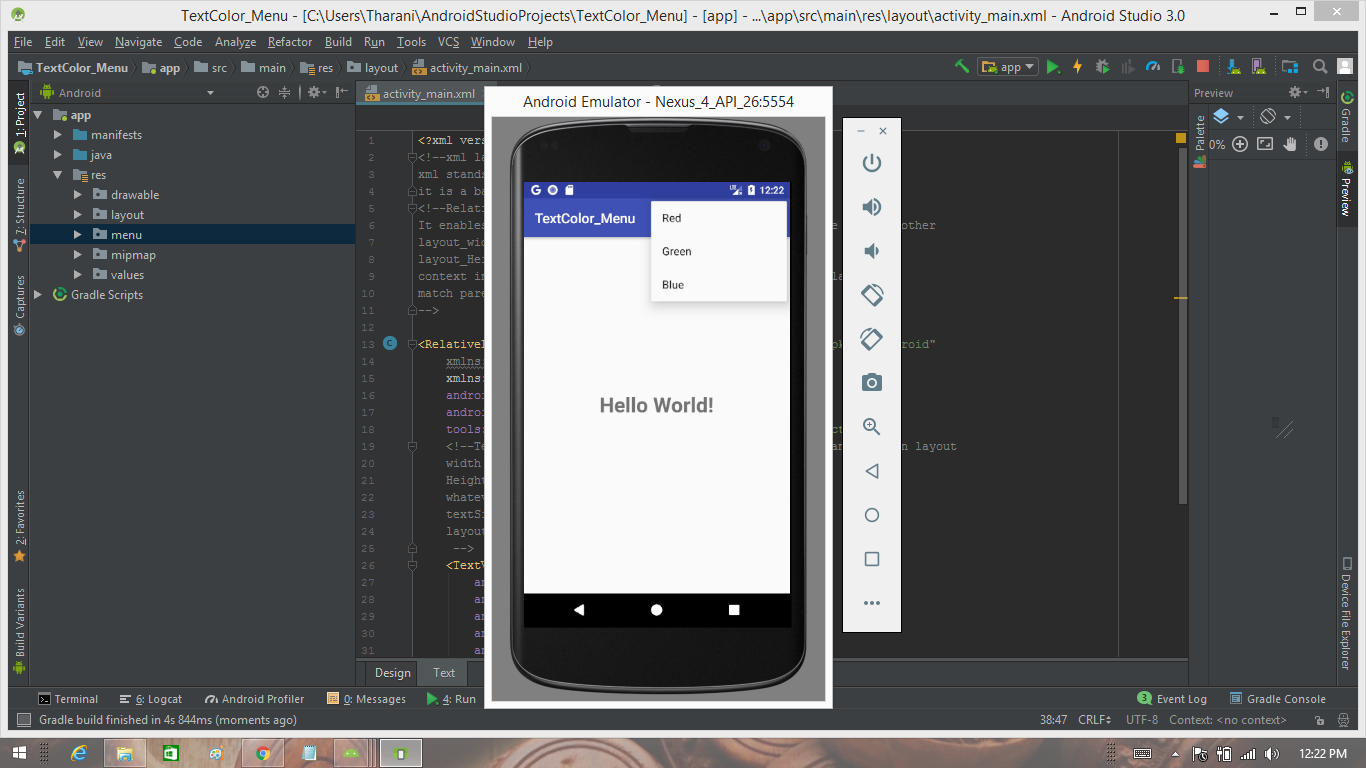 TextColor_Menu - [C:\Users\Tharani\AndroidStudioProjects\TextColor_Menu] - [app] - ...\app\src\main\res\layout\activity_main.xml - Android Studio 3.0
File Edit View Navigate Code Analyze Refactor Build Run Tools VCS Window Help
TextColor_Menu app src main res layout activity_main.xml app
1: Project
7: Structure
Captures
2: Favorites
Build Variants
Android
app
manifests
java
res
drawable
layout
menu
mipmap
values
Gradle Scripts
activity_main.xml
1 <?xml vers
2 <!--xml la
3 xml stands
4 it is a ba
5 <!--Relati
6 It enables other
7 layout_wid
8 layout_Hei
9 context in la
10 match pare
11 -->
12
13 <Relativel roid"
14 xmlns:
15 xmlns:
16 androi
17 androi
18 tools:
19 <!--Te n layout
20 width
21 Height
22 whatev
23 textSi
24 layout
25 -->
26 <TextV
27 an
28 an
29 an
30 an
31 an
Design Text
Android Emulator - Nexus_4_API_26:5554
12:22
TextColor_Menu
Red
Green
Blue
Hello World!
Preview
Palette
0%
Gradle
Preview
Device File Explorer
Terminal 6: Logcat Android Profiler 0: Messages 4: Run 3 Event Log Gradle Console
Gradle build finished in 4s 844ms (moments ago) 38:47 CRLF÷ UTF-8 Context: <no context>
12:22 PM